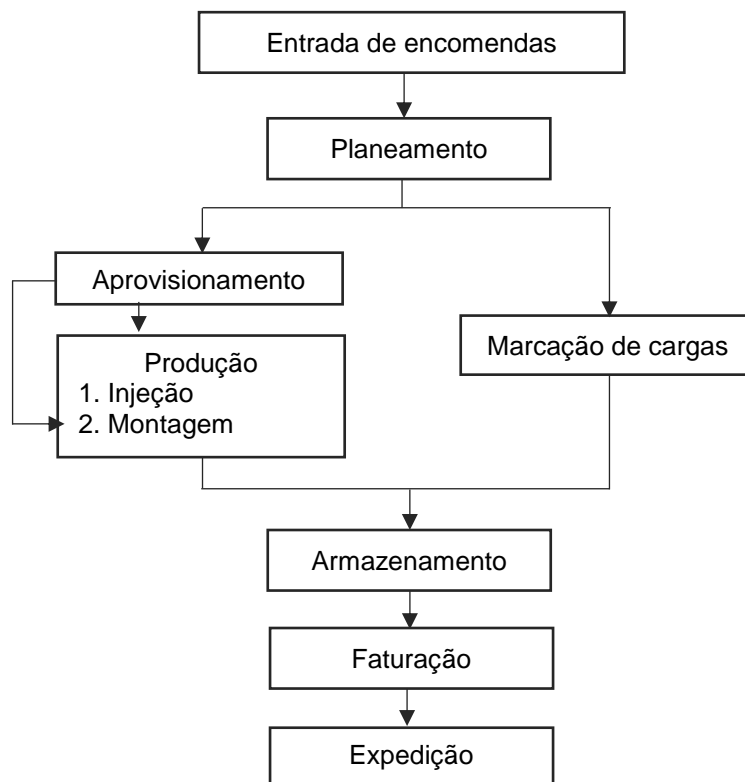 Entrada de encomendas
Planeamento
Aprovisionamento
Marcação de cargas
Produção
1. Injeção
2. Montagem
Armazenamento
Faturação
Expedição